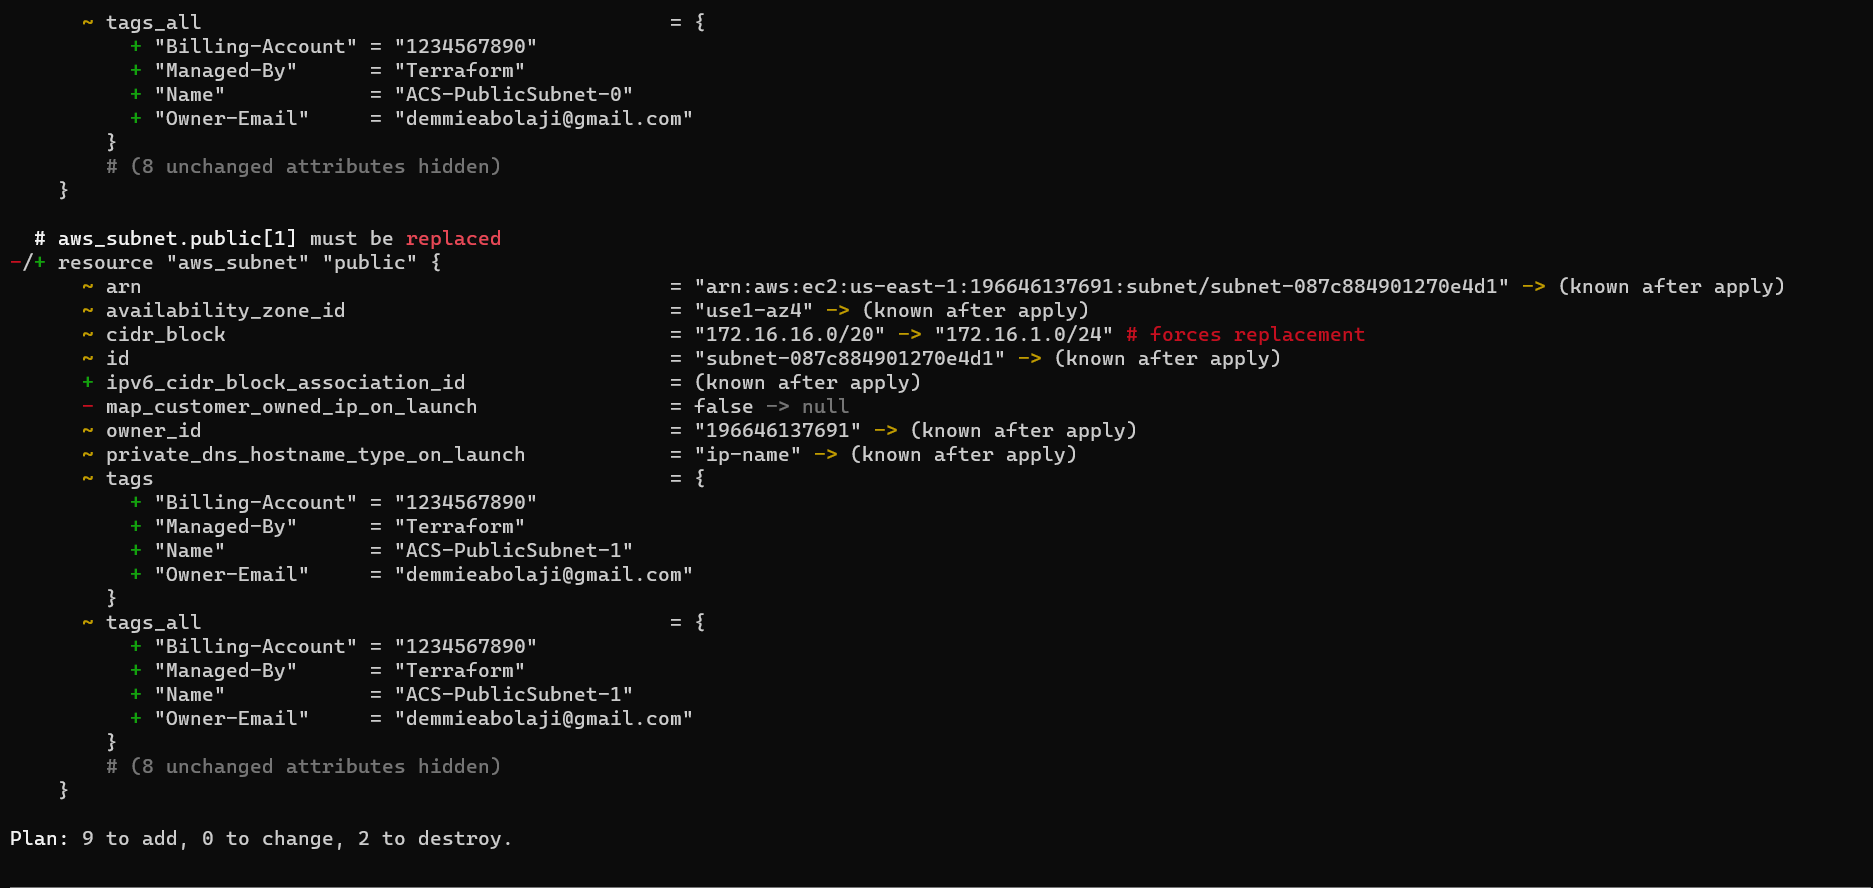 ~ tags_all = {
+ "Billing-Account" = "1234567890"
+ "Managed-By" = "Terraform"
+ "Name" = "ACS-PublicSubnet-0"
+ "Owner-Email" = "demmieabolaji@gmail.com"
}
# (8 unchanged attributes hidden)
}
# aws_subnet.public[1] must be replaced
-/+ resource "aws_subnet" "public" {
~ arn = "arn:aws:ec2:us-east-1:196646137691:subnet/subnet-087c884901270e4d1" -> (known after apply)
~ availability_zone_id = "use1-az4" -> (known after apply)
~ cidr_block = "172.16.16.0/20" -> "172.16.1.0/24" # forces replacement
~ id = "subnet-087c884901270e4d1" -> (known after apply)
+ ipv6_cidr_block_association_id = (known after apply)
- map_customer_owned_ip_on_launch = false -> null
~ owner_id = "196646137691" -> (known after apply)
~ private_dns_hostname_type_on_launch = "ip-name" -> (known after apply)
~ tags = {
+ "Billing-Account" = "1234567890"
+ "Managed-By" = "Terraform"
+ "Name" = "ACS-PublicSubnet-1"
+ "Owner-Email" = "demmieabolaji@gmail.com"
}
~ tags_all = {
+ "Billing-Account" = "1234567890"
+ "Managed-By" = "Terraform"
+ "Name" = "ACS-PublicSubnet-1"
+ "Owner-Email" = "demmieabolaji@gmail.com"
}
# (8 unchanged attributes hidden)
}
Plan: 9 to add, 0 to change, 2 to destroy.